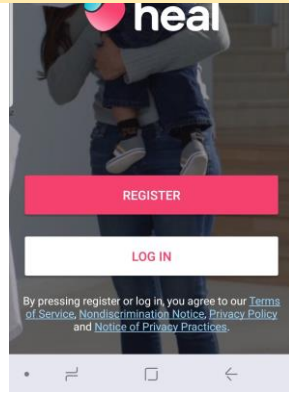 heal
REGISTER
LOG IN
By pressing register or log in, you agree to our Terms
of Service, Nondiscrimination Notice, Privacy Policy
and Notice of Privacy Practices.